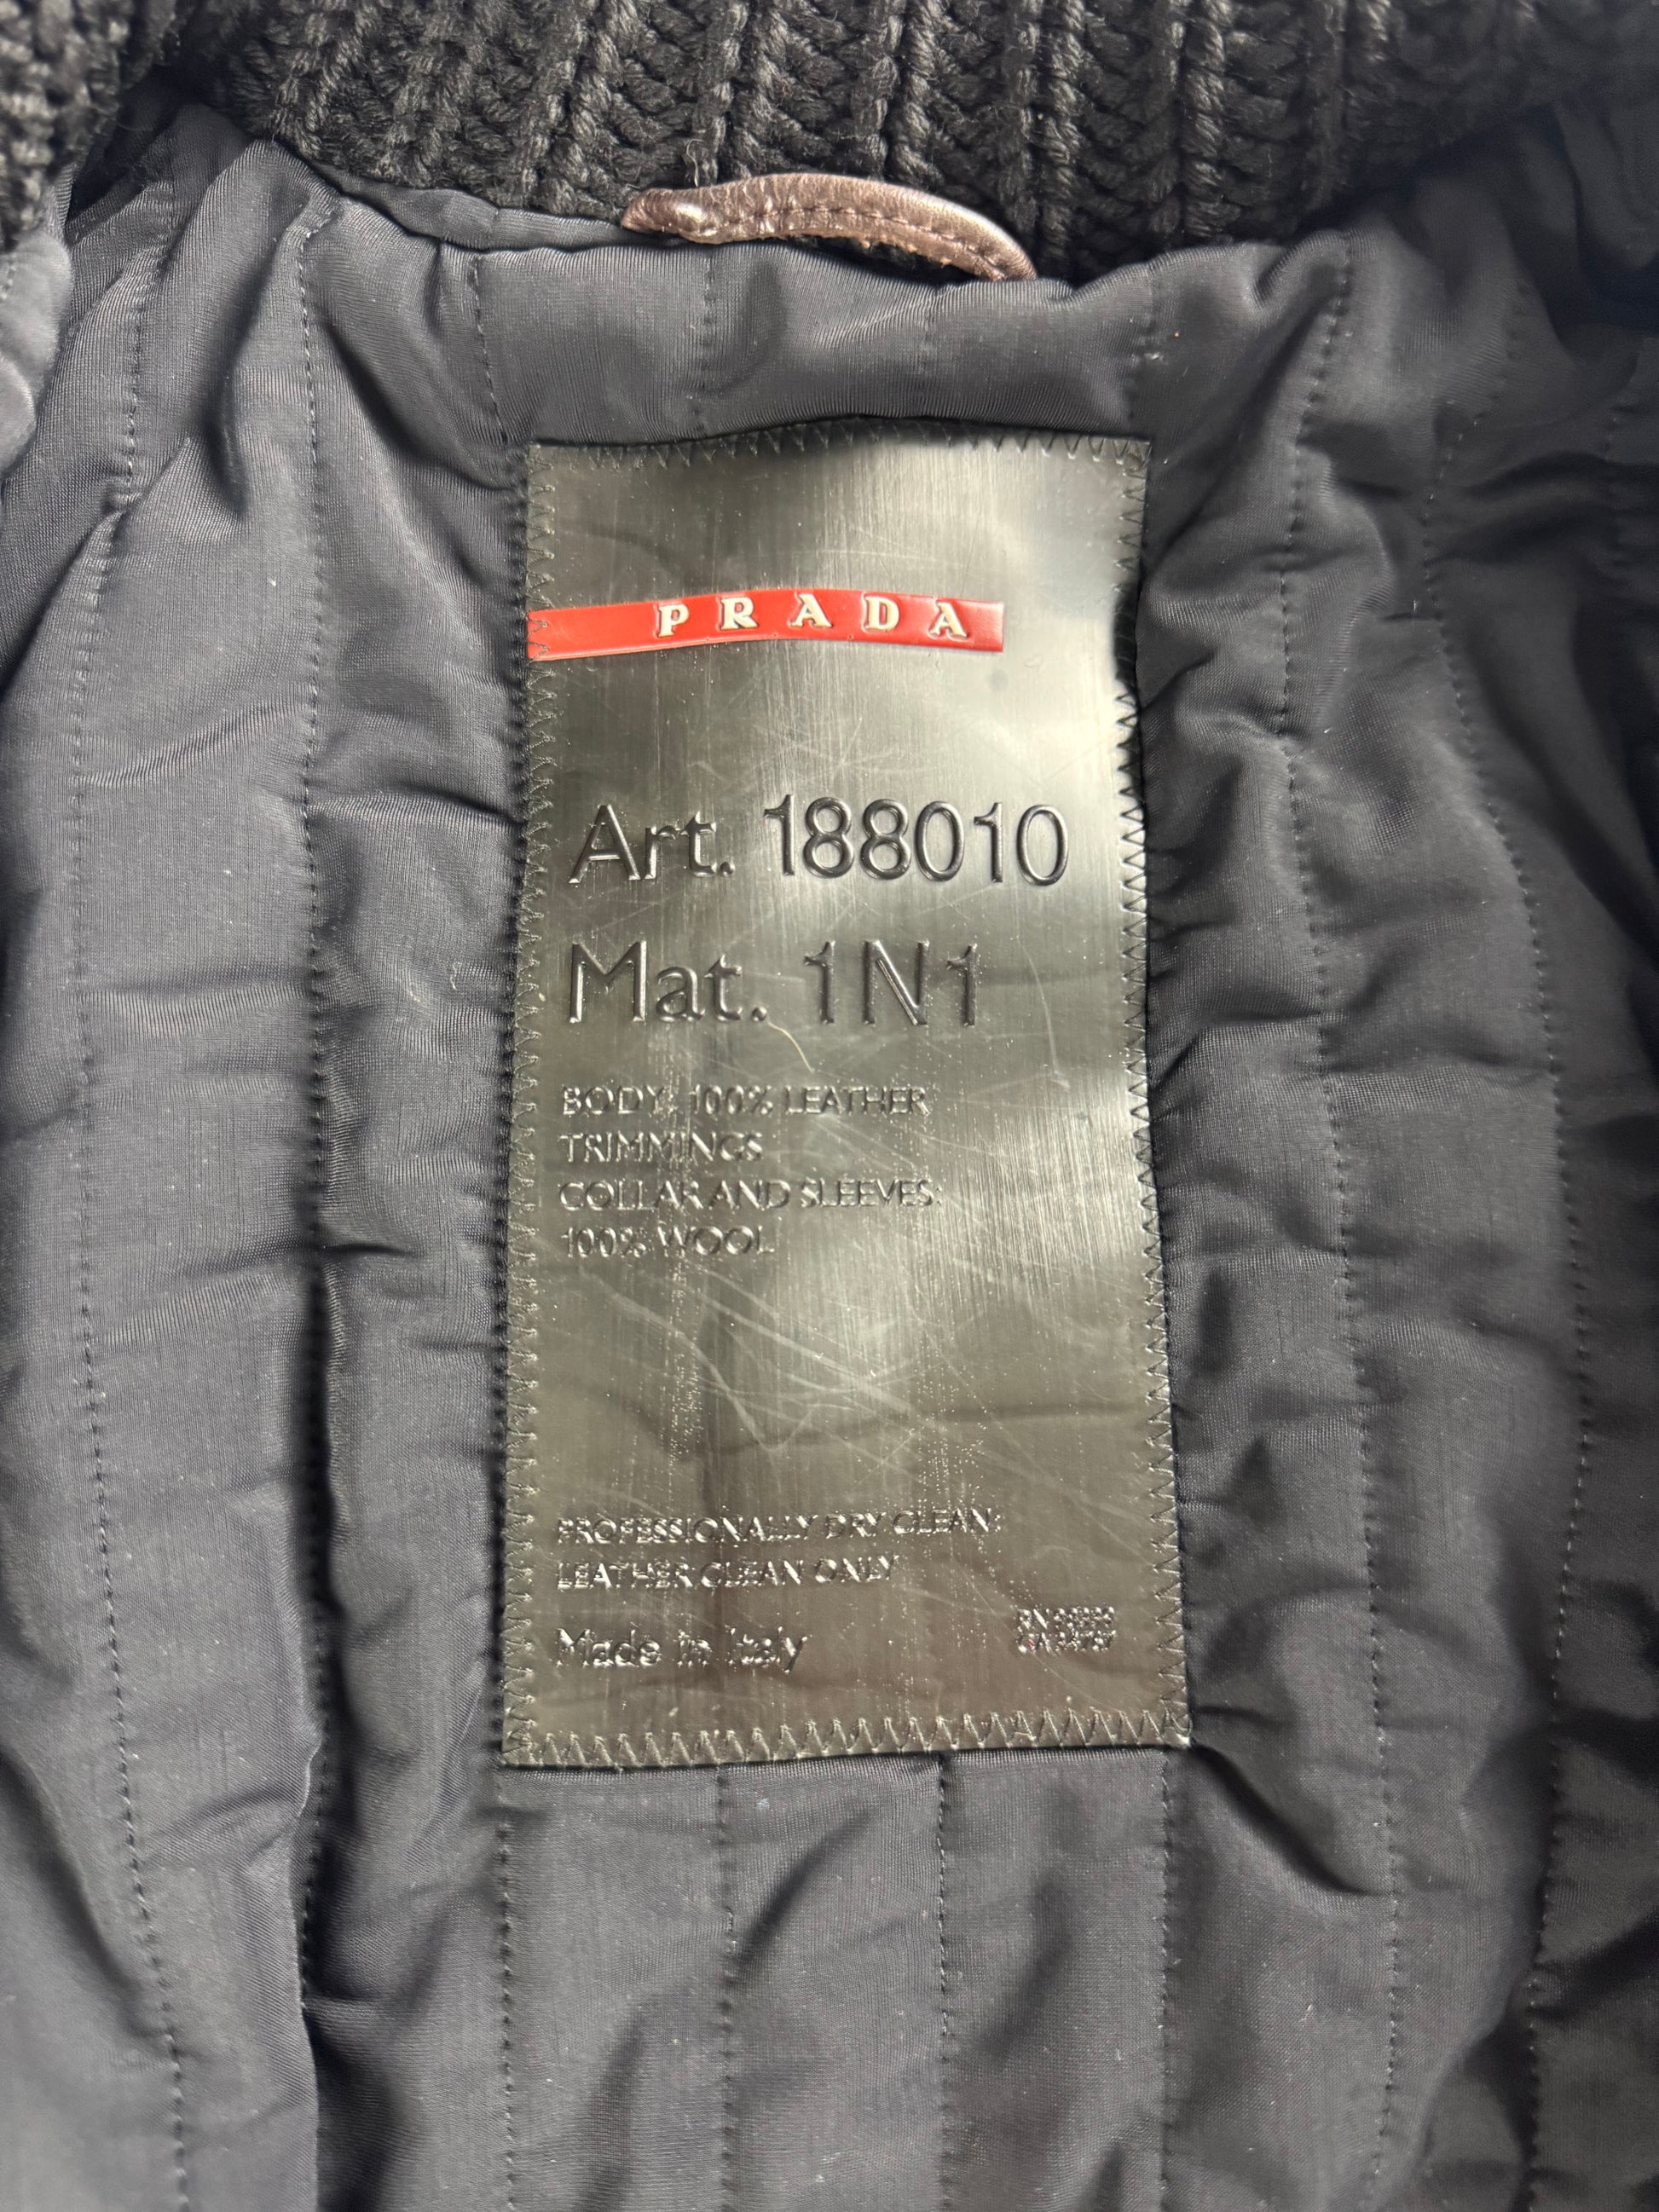 PRADA
Art. 188010
Mat. 1N1
BODY: 100% LEATHER
TRIMMINGS
COLLAR AND SLEEVES:
100% WOOL
PROFESSIONALLY DRY CLEAN:
LEATHER CLEAN ONLY
Made in Italy